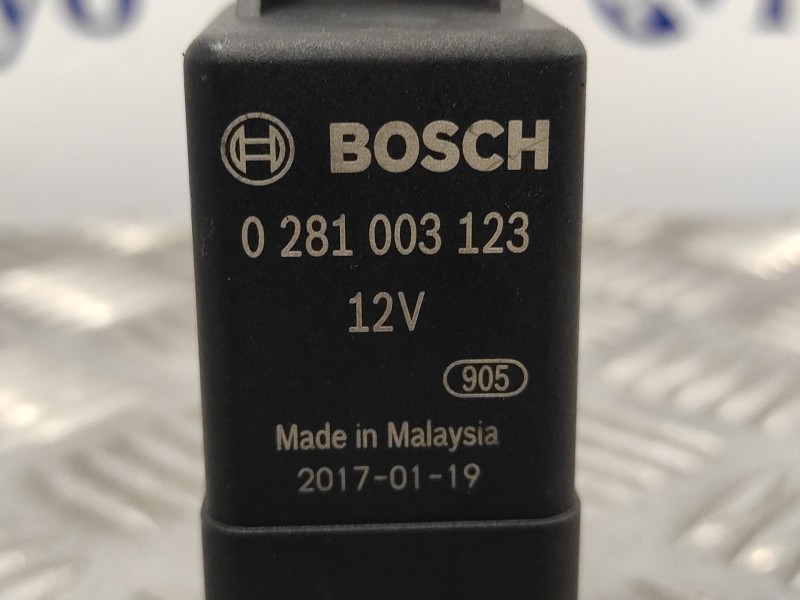 BOSCH
0 281 003 123
12V
905
Made in Malaysia
2017-01-19